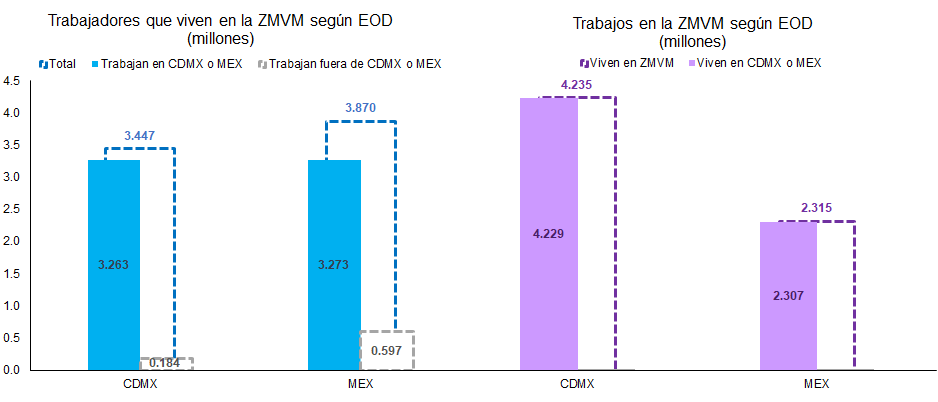 Trabajadores que viven en la ZMVM según EOD
(millones)
Total
Trabajan en CDMX o MEX
Trabajan fuera de CDMX o MEX
4.5
4.0
3.5
3.0
2.5
2.0
1.5
1.0
0.5
0.0
3.447
3.263
0.184
3.870
3.273
0.597
CDMX
MEX
Trabajos en la ZMVM según EOD
(millones)
Viven en ZMVM
Viven en CDMX o MEX
4.235
4.229
2.315
2.307
CDMX
MEX